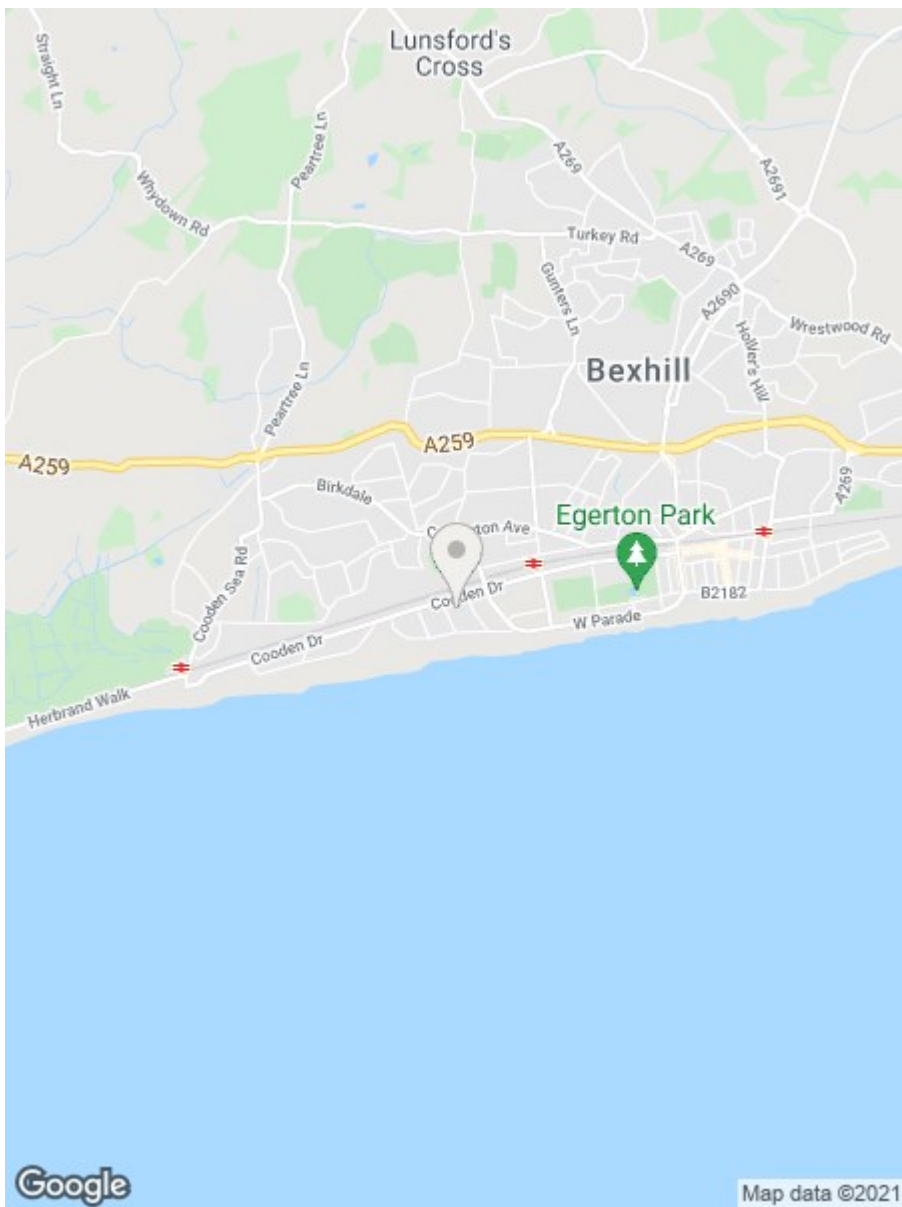 Lunsford's
Cross
Straight Ln
Peartree Ln
A269
A2691
Whydown Rd
Turkey Rd
A269
Gunters Ln
A2690
Wrestwood Rd
Bexhill
Peartree Ln
A259
A259
A269
Birkdale
ton Ave
Egerton Park
Cooden Sea Rd
Cooden Dr
B2182
W Parade
Cooden Dr
Herbrand Walk
Google
Map data ©2021